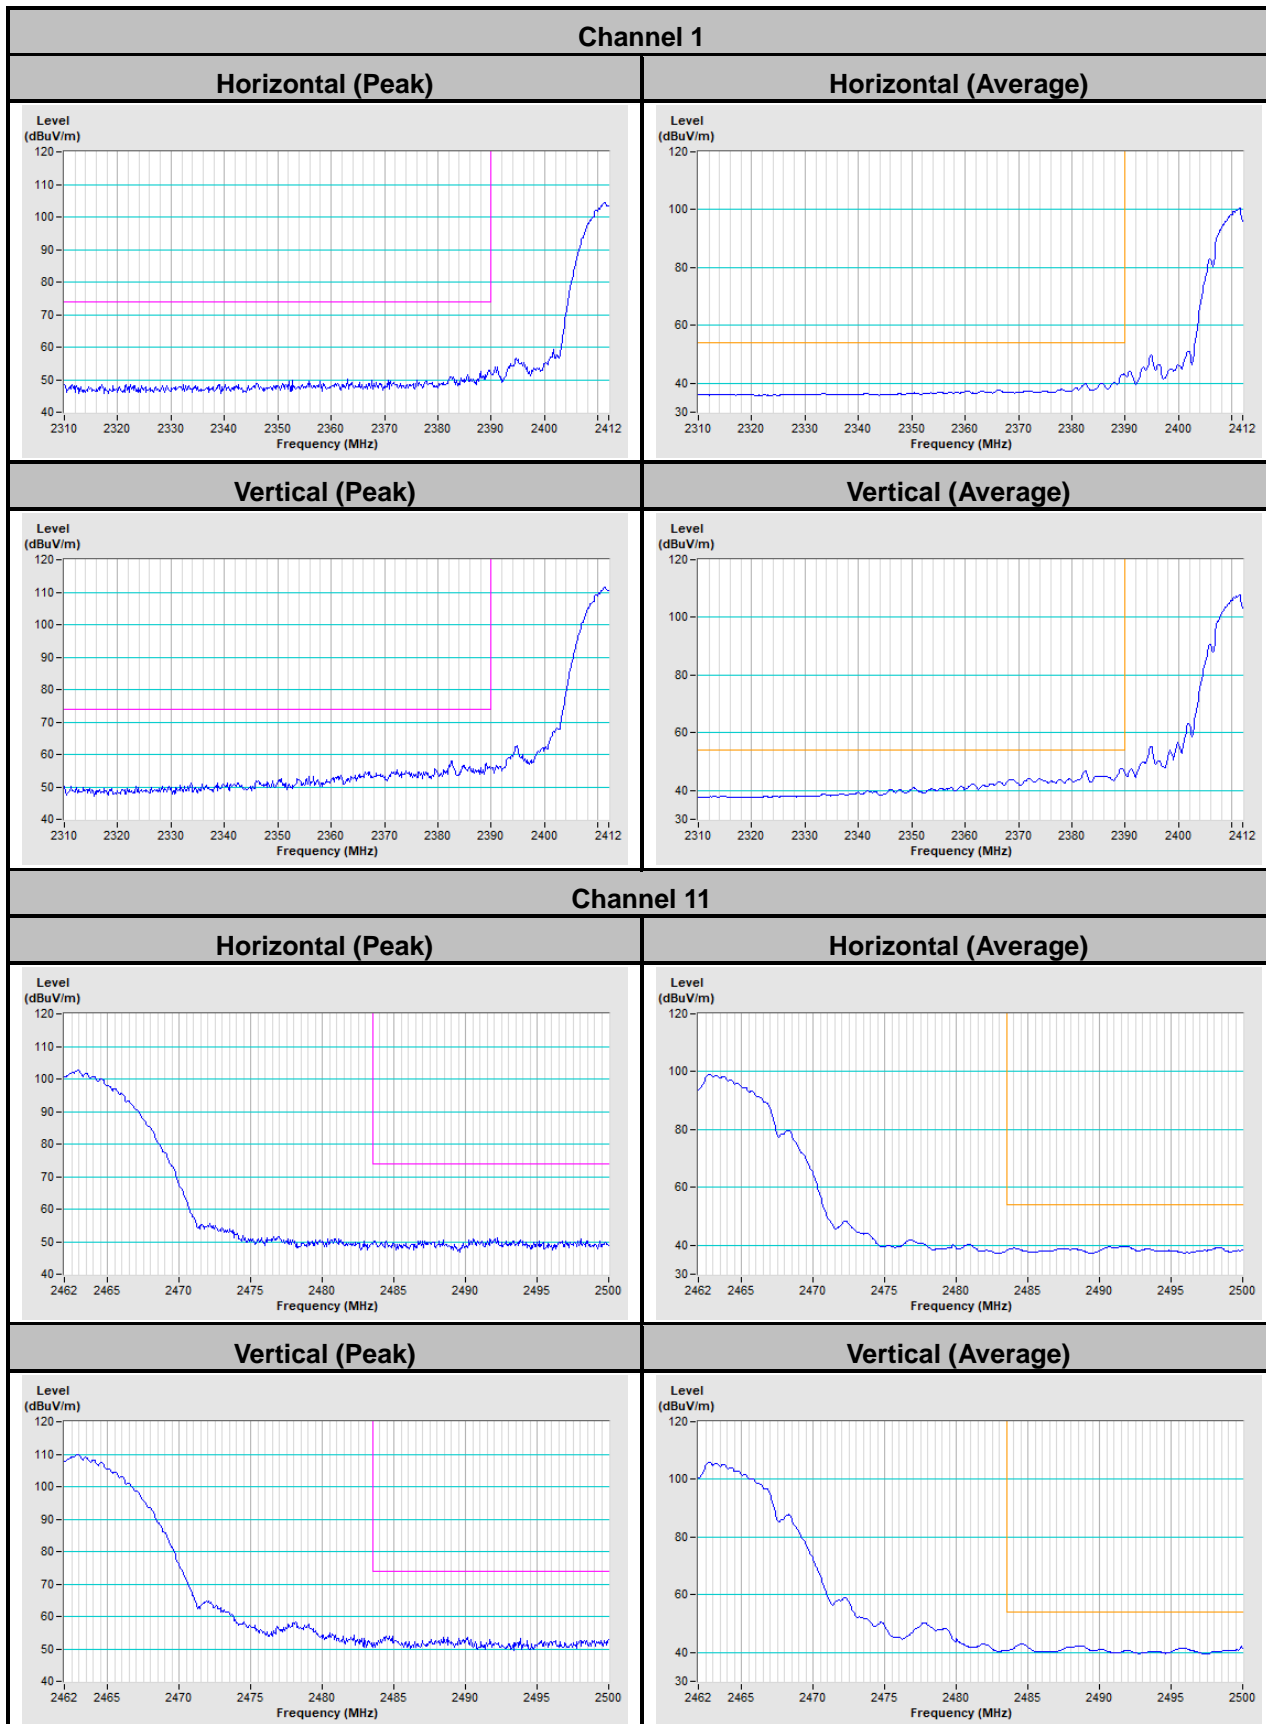 Channel 1
Horizontal (Peak)
Horizontal (Average)
Level
(dBuV/m)
120
110
100
90
80
70
60
50
40
2310 2320 2330 2340 2350 2360 2370 2380 2390 2400 2412
Frequency (MHz)
Level
(dBuV/m)
120
100
80
60
40
30
2310 2320 2330 2340 2350 2360 2370 2380 2390 2400 2412
Frequency (MHz)
Vertical (Peak)
Vertical (Average)
Level
(dBuV/m)
120
110
100
90
80
70
60
50
40
2310 2320 2330 2340 2350 2360 2370 2380 2390 2400 2412
Frequency (MHz)
Level
(dBuV/m)
120
100
80
60
40
30
2310 2320 2330 2340 2350 2360 2370 2380 2390 2400 2412
Frequency (MHz)
Channel 11
Horizontal (Peak)
Horizontal (Average)
Level
(dBuV/m)
120
110
100
90
80
70
60
50
40
2462 2465 2470 2475 2480 2485 2490 2495 2500
Frequency (MHz)
Level
(dBuV/m)
120
100
80
60
40
30
2462 2465 2470 2475 2480 2485 2490 2495 2500
Frequency (MHz)
Vertical (Peak)
Vertical (Average)
Level
(dBuV/m)
120
110
100
90
80
70
60
50
40
2462 2465 2470 2475 2480 2485 2490 2495 2500
Frequency (MHz)
Level
(dBuV/m)
120
100
80
60
40
30
2462 2465 2470 2475 2480 2485 2490 2495 2500
Frequency (MHz)